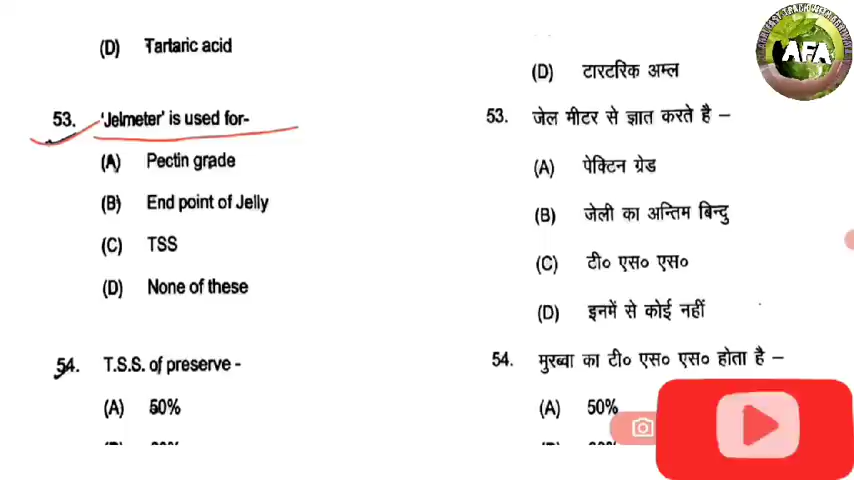 (D) Tartaric acid
53. 'Jelmeter' is used for-
(A) Pectin grade
(B) End point of Jelly
(C) TSS
(D) None of these
54. T.S.S. of preserve -
(A) 50%
(D) टारटरिक अम्ल
53. जेल मीटर से ज्ञात करते है –
(A) पेक्टिन ग्रेड
(B) जेली का अन्तिम बिन्दु
(C) टी० एस० एस०
(D) इनमें से कोई नहीं
54. मुरब्वा का टी० एस० एस० होता है –
(A) 50%
AFA